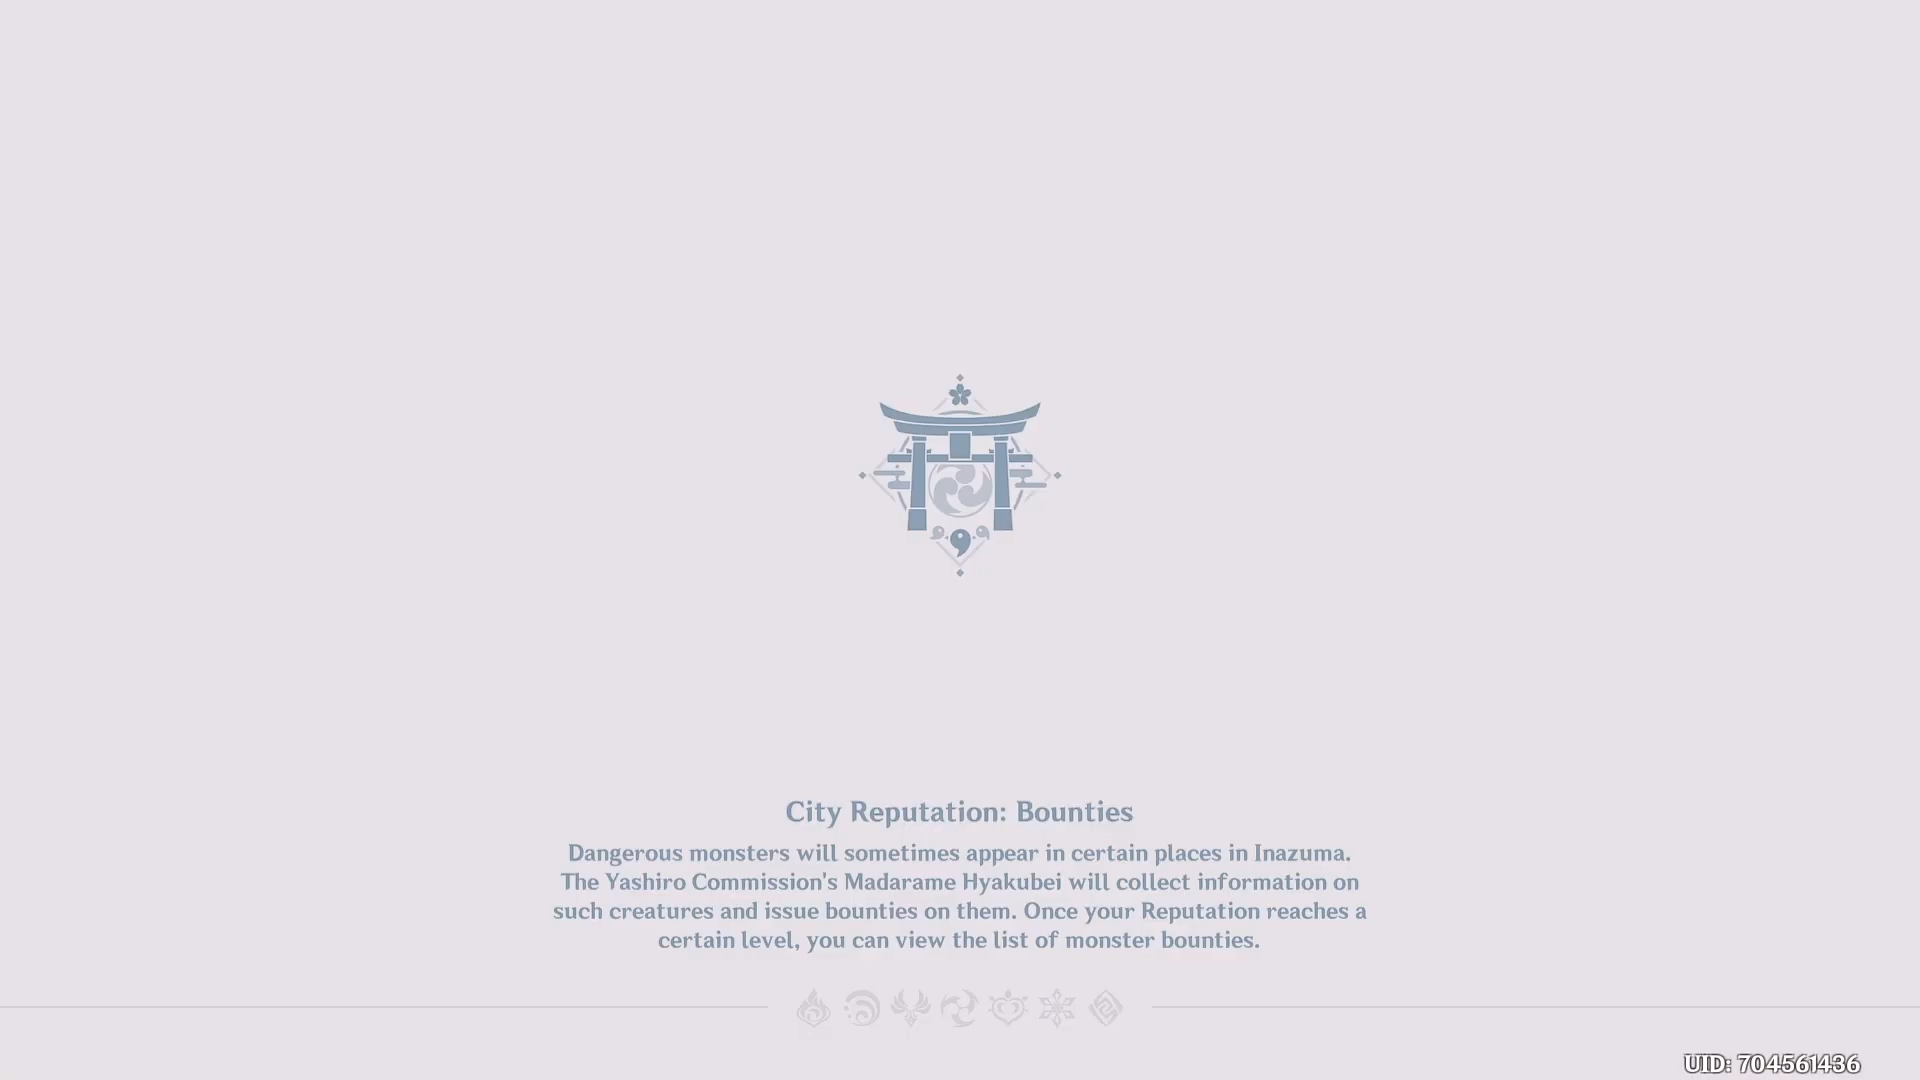 City Reputation: Bounties
Dangerous monsters will sometimes appear in certain places in Inazuma.
The Yashiro Commission's Madarame Hyakubei will collect information on
such creatures and issue bounties on them. Once your Reputation reaches a
certain level, you can view the list of monster bounties.
UID: 704561436